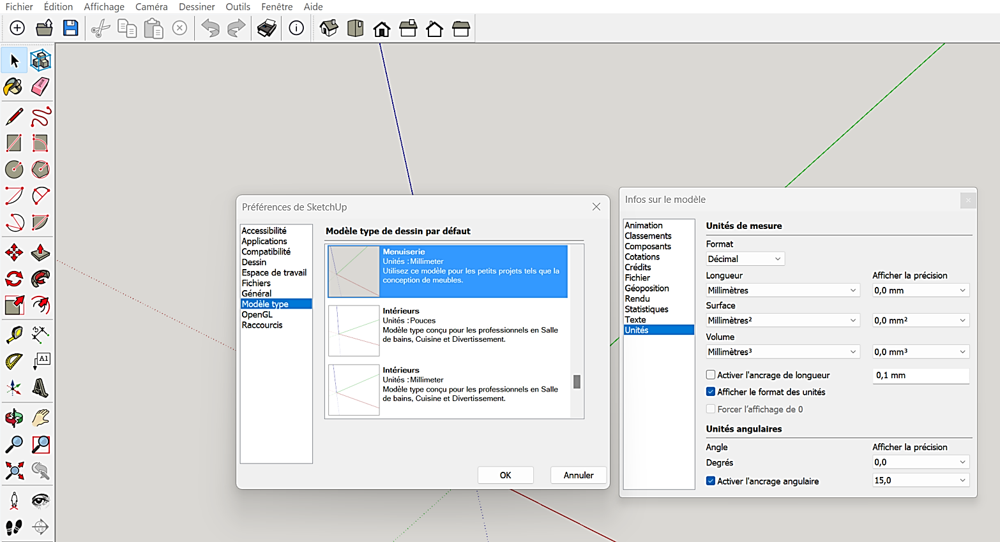 Fichier Édition Affichage Caméra Dessiner Outils Fenêtre Aide
Préférences de SketchUp
Accessibilité
Applications
Compatibilité
Dessin
Espace de travail
Fichiers
Général
Modèle type
OpenGL
Raccourcis
Modèle type de dessin par défaut
Menuiserie
Unités : Millimeter
Utilisez ce modèle pour les petits projets tels que la
conception de meubles.
Intérieurs
Unités : Pouces
Modèle type conçu pour les professionnels en Salle
de bains, Cuisine et Divertissement.
Intérieurs
Unités : Millimeter
Modèle type conçu pour les professionnels en Salle
de bains, Cuisine et Divertissement.
OK Annuler
Infos sur le modèle
Animation
Classements
Composants
Cotations
Crédits
Fichier
Géoposition
Rendu
Statistiques
Texte
Unités
Unités de mesure
Format
Décimal
Longueur Afficher la précision
Millimètres 0,0 mm
Surface
Millimètres² 0,0 mm²
Volume
Millimètres³ 0,0 mm³
Activer l'ancrage de longueur 0,1 mm
Afficher le format des unités
Forcer l’affichage de 0
Unités angulaires
Angle Afficher la précision
Degrés 0,0
Activer l'ancrage angulaire 15,0
A1